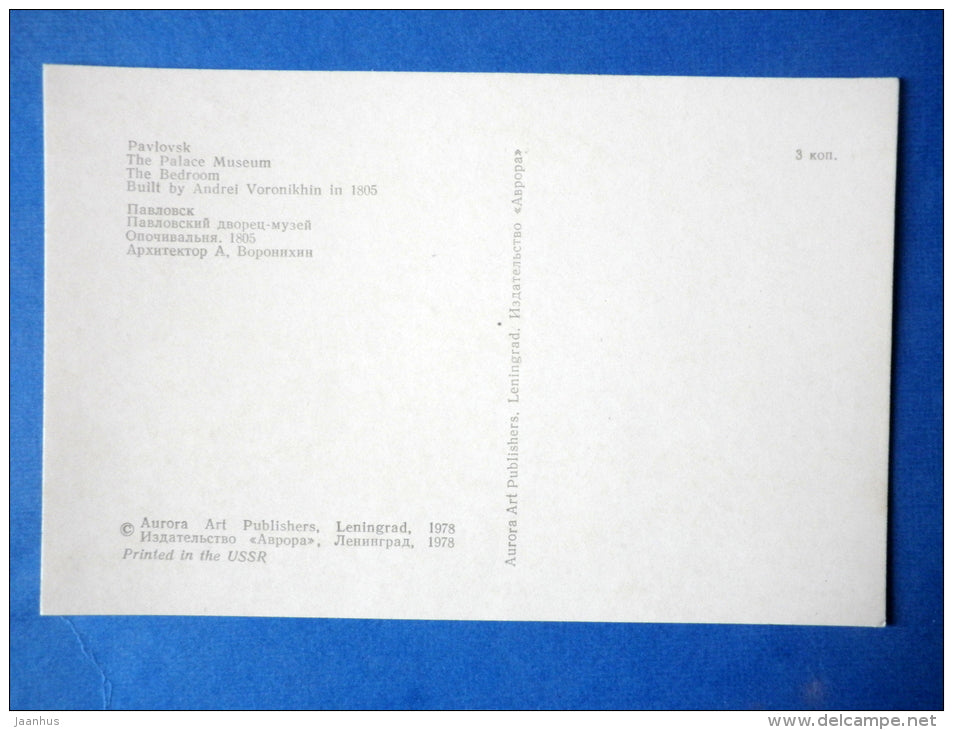 Pavlovsk
The Palace Museum
The Bedroom
Built by Andrei Voronikhin in 1805
Павловск
Павловский дворец-музей
Опочивальня. 1805
Архитектор А, Воронихин
© Aurora Art Publishers, Leningrad, 1978
Издательство «Аврора», Ленинград, 1978
Printed in the USSR
Aurora Art Publishers. Leningrad. Издательство «Аврора»
3 коп.
jaanhus
http://www.delcampe.net